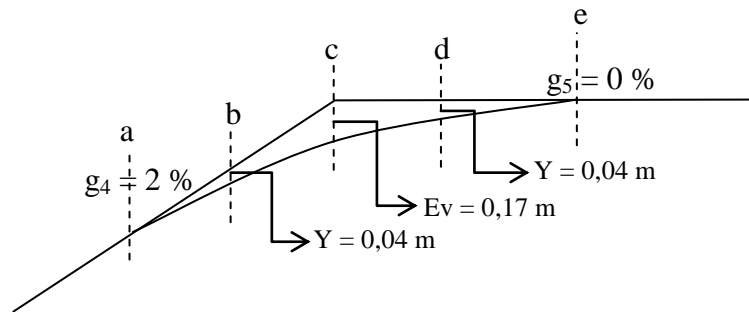 e
c
d
g₅ = 0 %
b
a
g₄ = 2 %
Y = 0,04 m
Ev = 0,17 m
Y = 0,04 m